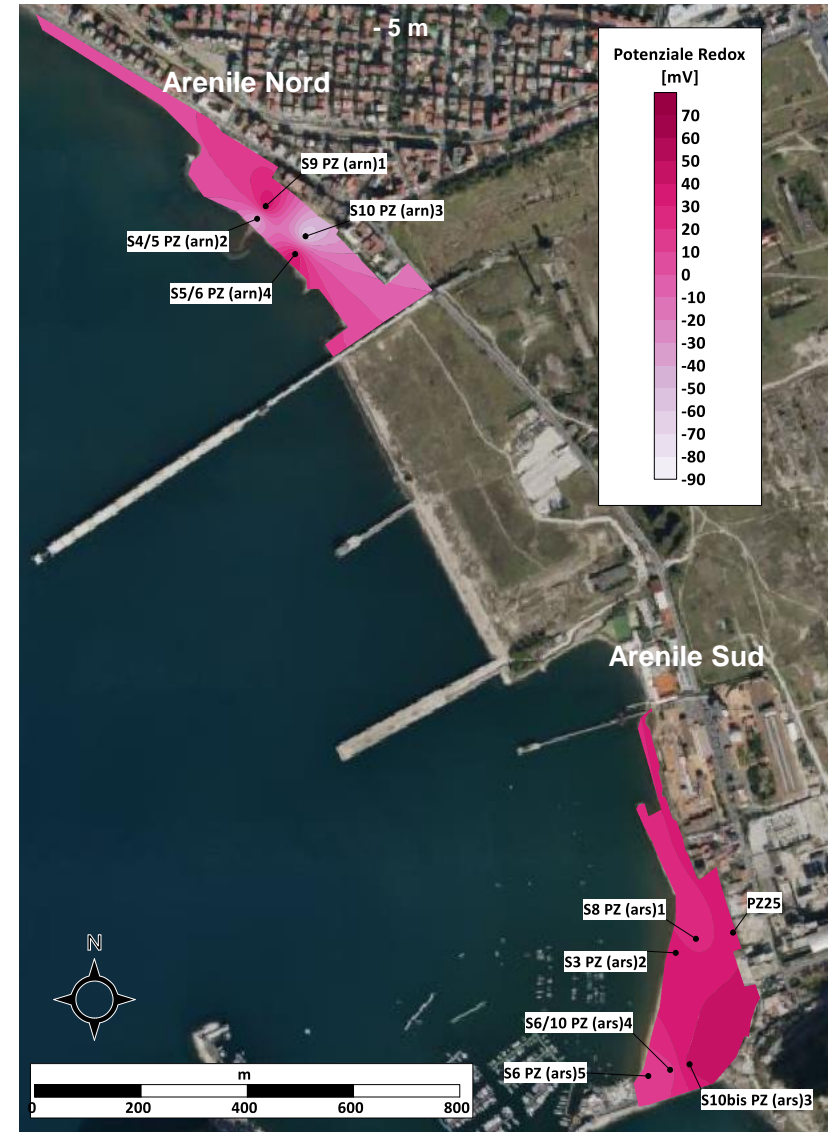 - 5 m
Potenziale Redox
[mV]
70
60
50
40
30
20
10
0
-10
-20
-30
-40
-50
-60
-70
-80
-90
Arenile Nord
S9 PZ (arn)1
S10 PZ (arn)3
S4/5 PZ (arn)2
S5/6 PZ (arn)4
Arenile Sud
S8 PZ (ars)1
PZ25
S3 PZ (ars)2
S6/10 PZ (ars)4
S6 PZ (ars)5
S10bis PZ (ars)3
N
m
0 200 400 600 800